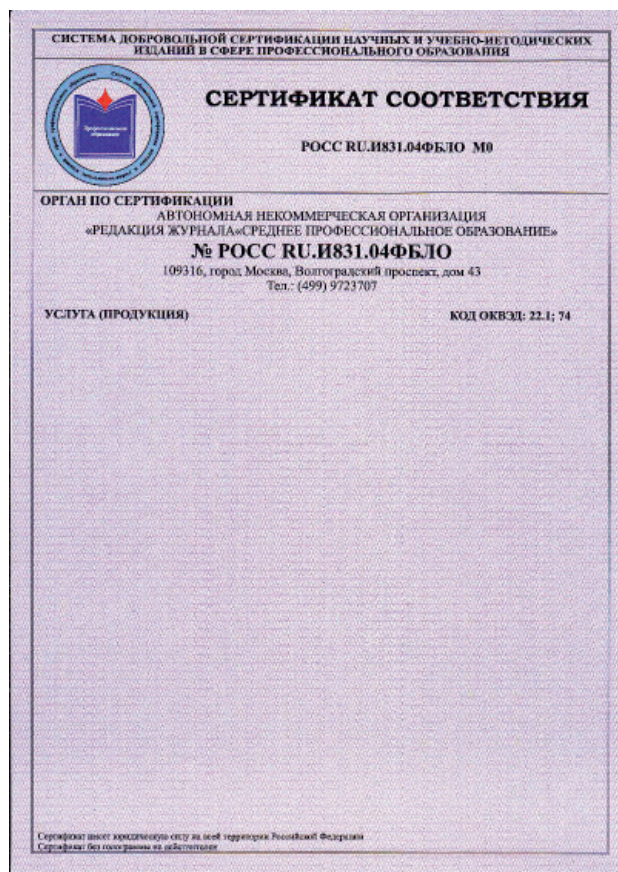 СИСТЕМА ДОБРОВОЛЬНОЙ СЕРТИФИКАЦИИ НАУЧНЫХ И УЧЕБНО-МЕТОДИЧЕСКИХ
ИЗДАНИЙ В СФЕРЕ ПРОФЕССИОНАЛЬНОГО ОБРАЗОВАНИЯ
Профессиональное
образование
СЕРТИФИКАТ СООТВЕТСТВИЯ
РОСС RU.И831.04ФБЛО М0
ОРГАН ПО СЕРТИФИКАЦИИ
АВТОНОМНАЯ НЕКОММЕРЧЕСКАЯ ОРГАНИЗАЦИЯ
«РЕДАКЦИЯ ЖУРНАЛА«СРЕДНЕЕ ПРОФЕССИОНАЛЬНОЕ ОБРАЗОВАНИЕ»
№ РОСС RU.И831.04ФБЛО
109316, город Москва, Волгоградский проспект, дом 43
Тел.: (499) 9723707
УСЛУГА (ПРОДУКЦИЯ) КОД ОКВЭД: 22.1; 74
Сертификат имеет юридическую силу на всей территории Российской Федерации
Сертификат без голограммы не действителен